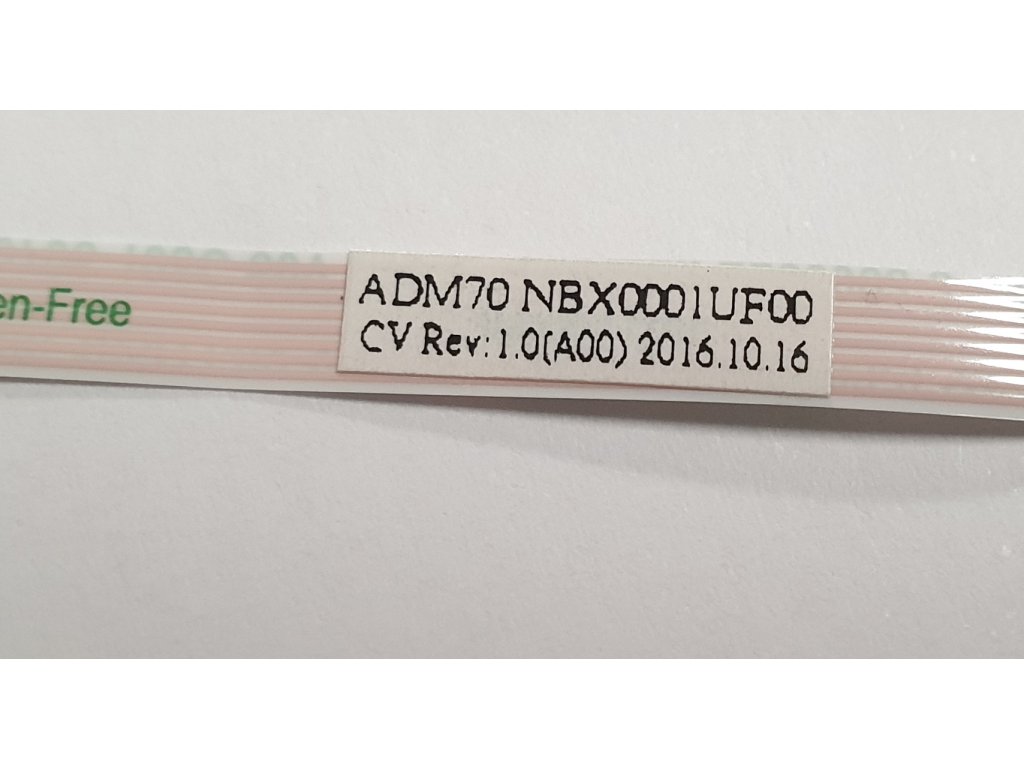 en-Free
ADM70 NBX0001UF00
CV Rev:1.0(A00) 2016.10.16